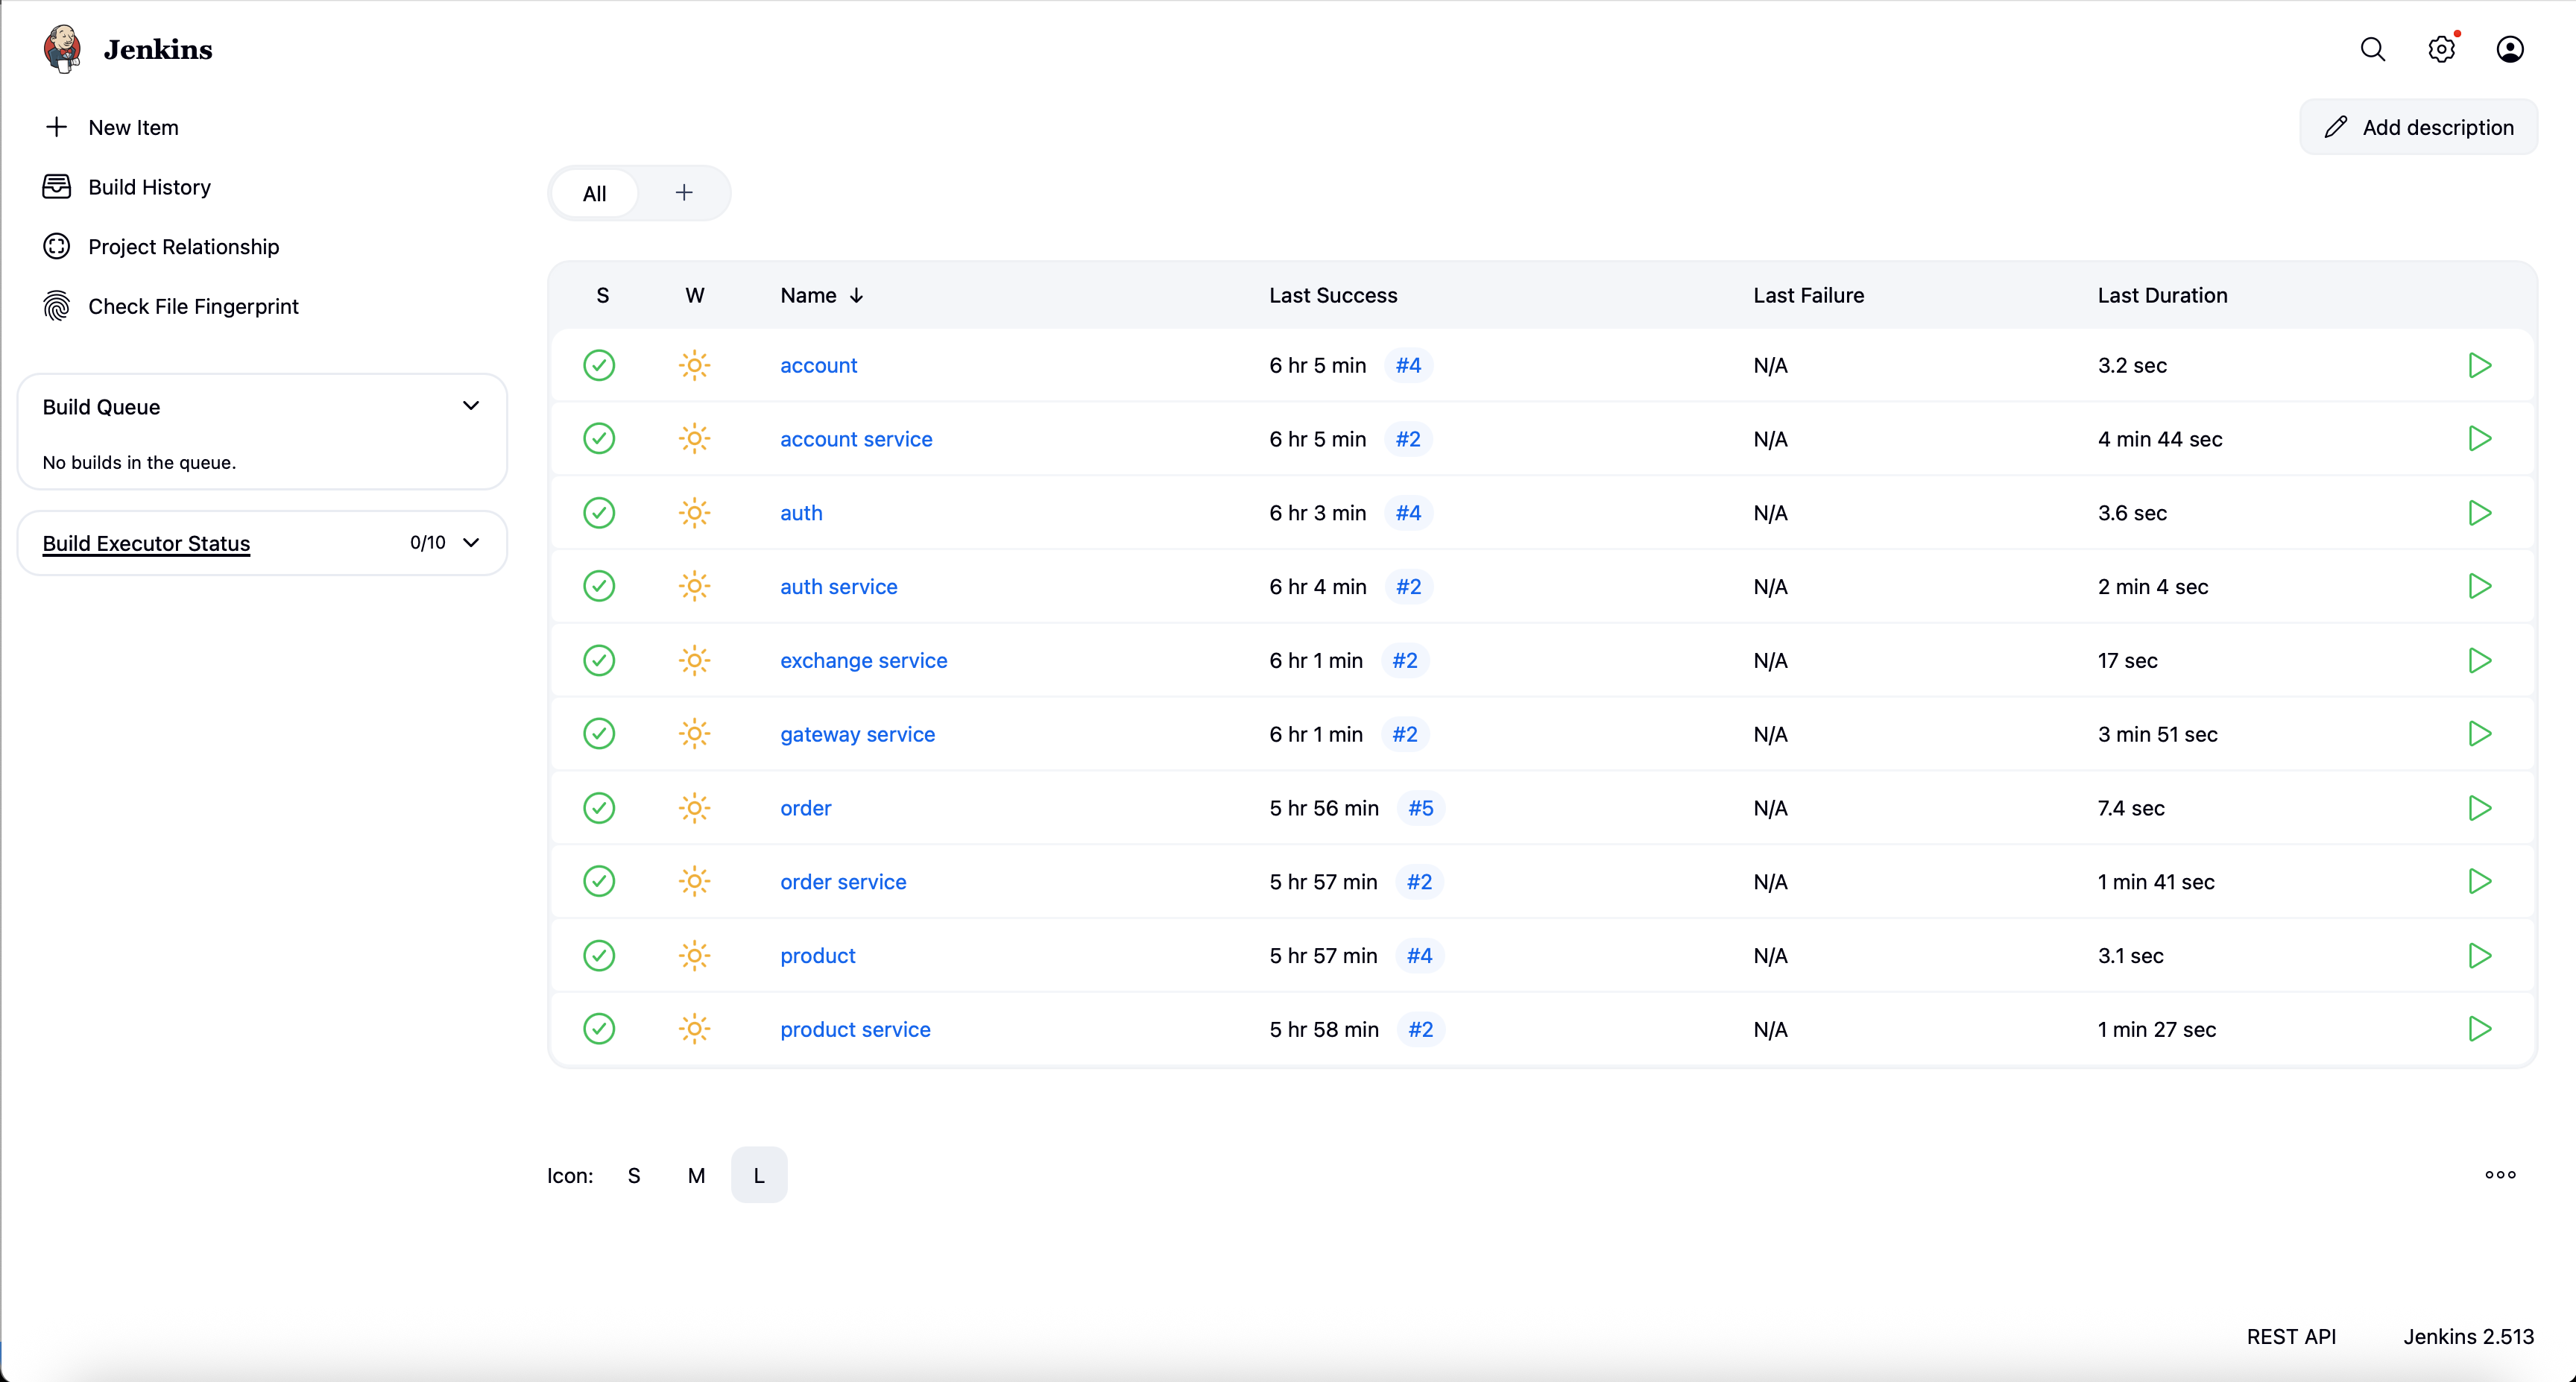 Jenkins
New Item
Build History
Project Relationship
Check File Fingerprint
Build Queue
No builds in the queue.
Build Executor Status 0/10
Add description
All
S W Name ↓ Last Success Last Failure Last Duration
account 6 hr 5 min #4 N/A 3.2 sec
account service 6 hr 5 min #2 N/A 4 min 44 sec
auth 6 hr 3 min #4 N/A 3.6 sec
auth service 6 hr 4 min #2 N/A 2 min 4 sec
exchange service 6 hr 1 min #2 N/A 17 sec
gateway service 6 hr 1 min #2 N/A 3 min 51 sec
order 5 hr 56 min #5 N/A 7.4 sec
order service 5 hr 57 min #2 N/A 1 min 41 sec
product 5 hr 57 min #4 N/A 3.1 sec
product service 5 hr 58 min #2 N/A 1 min 27 sec
Icon: S M L
REST API Jenkins 2.513